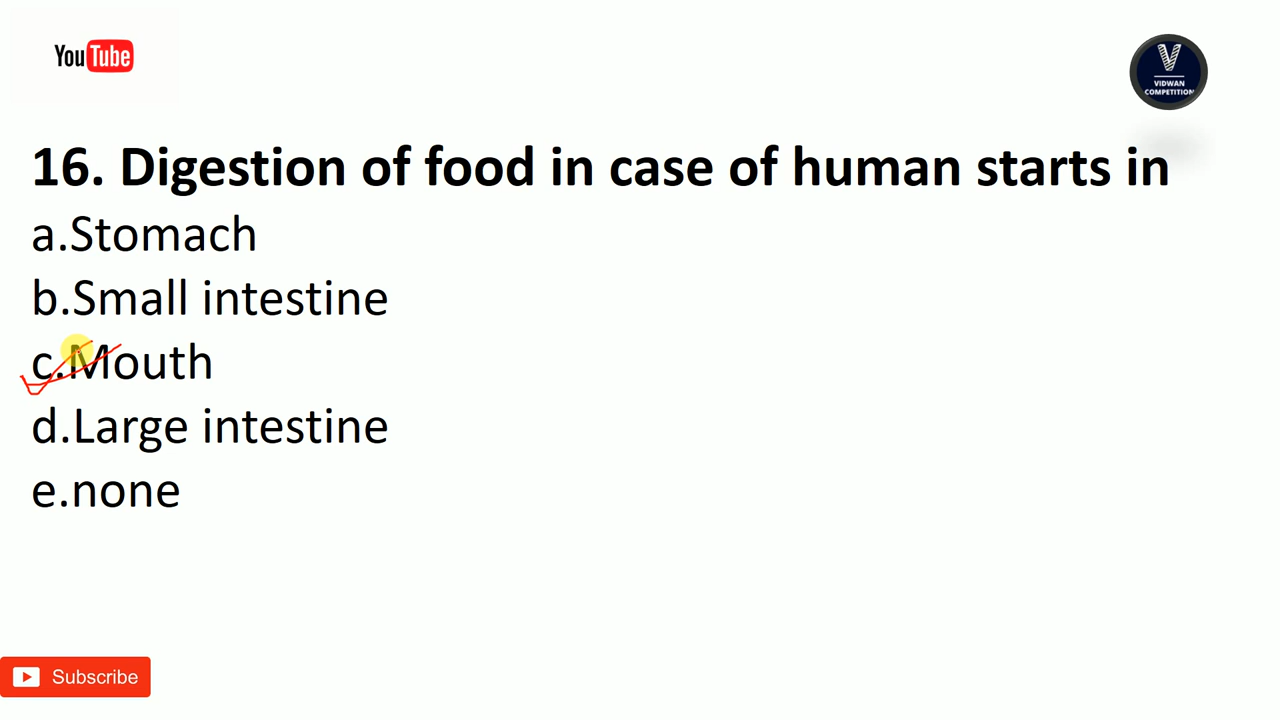 YouTube
VIDWAN
COMPETITION
16. Digestion of food in case of human starts in
a.Stomach
b.Small intestine
c.Mouth
d.Large intestine
e.none
Subscribe